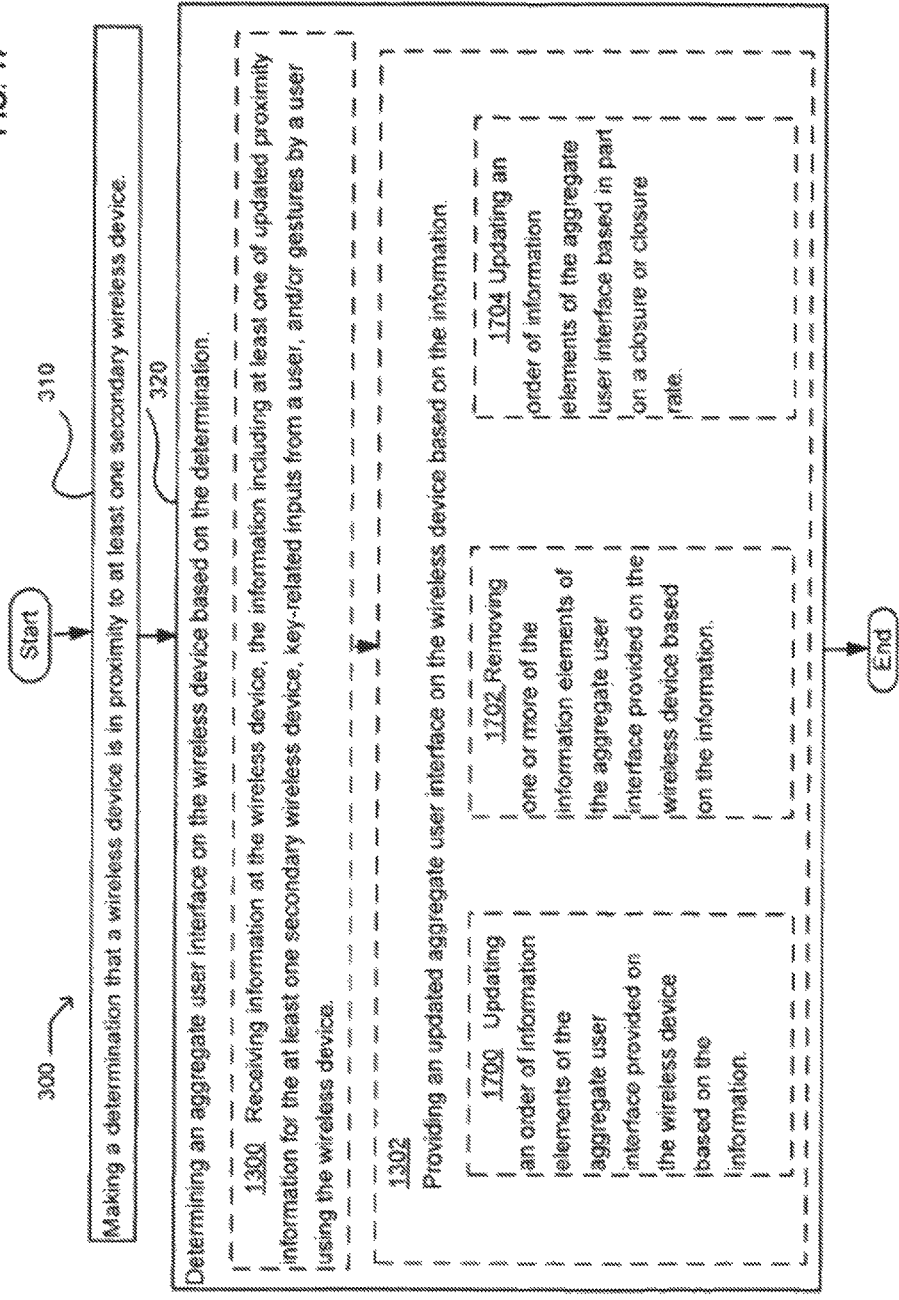 Start
300
310
Making a determination that a wireless device is in proximity to at least one secondary wireless device.
320
Determining an aggregate user interface on the wireless device based on the determination.
1300 Receiving information at the wireless device, the information including at least one of updated proximity
information for the at least one secondary wireless device, key-related inputs from a user, and/or gestures by a user
using the wireless device.
1302
Providing an updated aggregate user interface on the wireless device based on the information.
1700 Updating
an order of information
elements of the
aggregate user
interface provided on
the wireless device
based on the
information.
1702 Removing
one or more of the
information elements of
the aggregate user
interface provided on the
wireless device based
on the information.
1704 Updating an
order of information
elements of the aggregate
user interface based in part
on a closure or closure
rate.
End